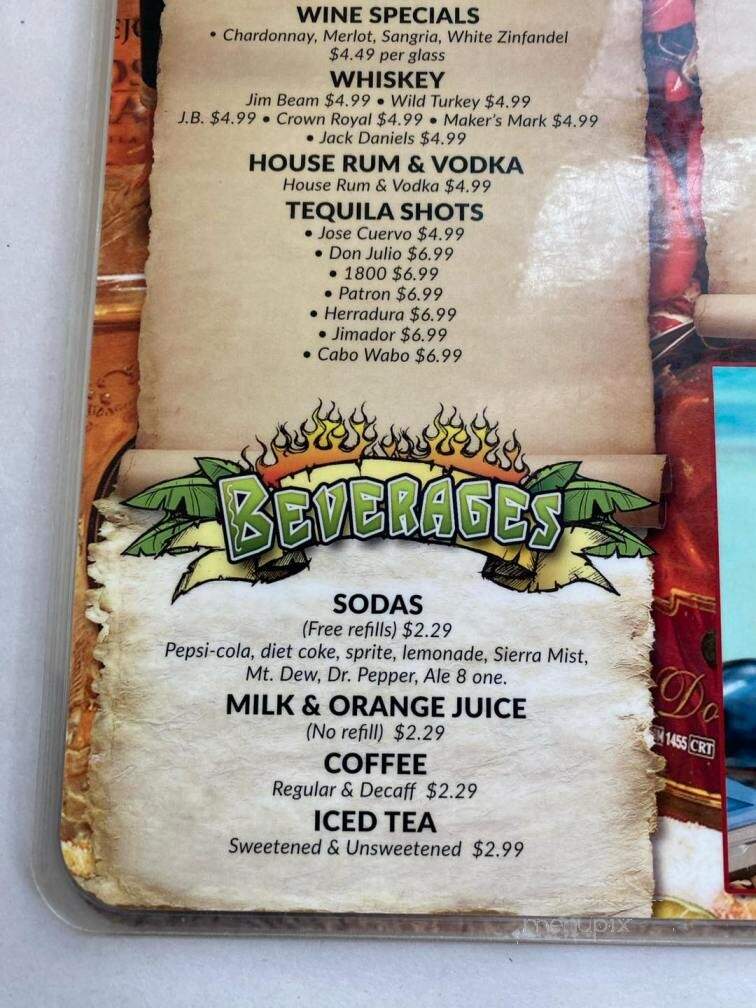 WINE SPECIALS
• Chardonnay, Merlot, Sangria, White Zinfandel
$4.49 per glass
WHISKEY
Jim Beam $4.99 • Wild Turkey $4.99
J.B. $4.99 • Crown Royal $4.99 • Maker's Mark $4.99
• Jack Daniels $4.99
HOUSE RUM & VODKA
House Rum & Vodka $4.99
TEQUILA SHOTS
• Jose Cuervo $4.99
• Don Julio $6.99
• 1800 $6.99
• Patron $6.99
• Herradura $6.99
• Jimador $6.99
• Cabo Wabo $6.99
BEVERAGES
SODAS
(Free refills) $2.29
Pepsi-cola, diet coke, sprite, lemonade, Sierra Mist,
Mt. Dew, Dr. Pepper, Ale 8 one.
MILK & ORANGE JUICE
(No refill) $2.29
COFFEE
Regular & Decaff $2.29
ICED TEA
Sweetened & Unsweetened $2.99
Do
1455 CRT
menupix